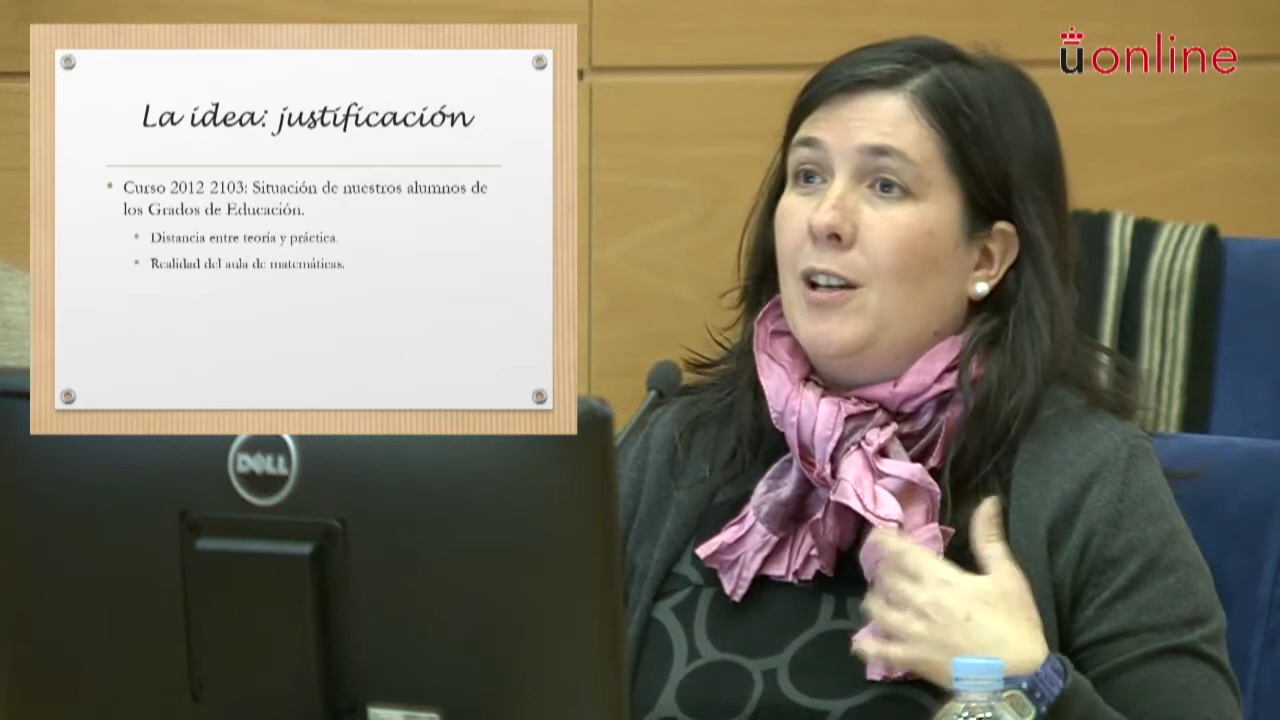 La idea: justificación
Curso 2012 2103: Situación de nuestros alumnos de
los Grados de Educación.
Distancia entre teoría y práctica.
Realidad del aula de matemáticas.
uonline
DELL